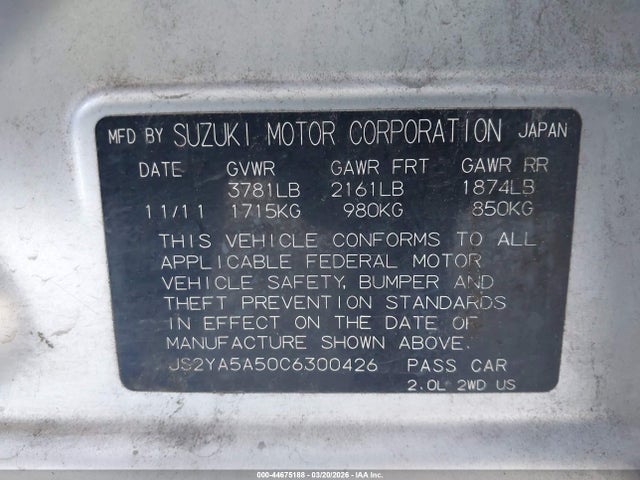 MFD BY SUZUKI MOTOR CORPORATION JAPAN
DATE GVWR GAWR FRT GAWR RR
3781LB 2161LB 1874LB
11/11 1715KG 980KG 850KG
THIS VEHICLE CONFORMS TO ALL
APPLICABLE FEDERAL MOTOR
VEHICLE SAFETY, BUMPER AND
THEFT PREVENTION STANDARDS
IN EFFECT ON THE DATE OF
MANUFACTURE SHOWN ABOVE.
JS2YA5A50C6300426 PASS CAR
2.0L 2WD US
000-44675168 - 03/20/2026 - IAA Inc.